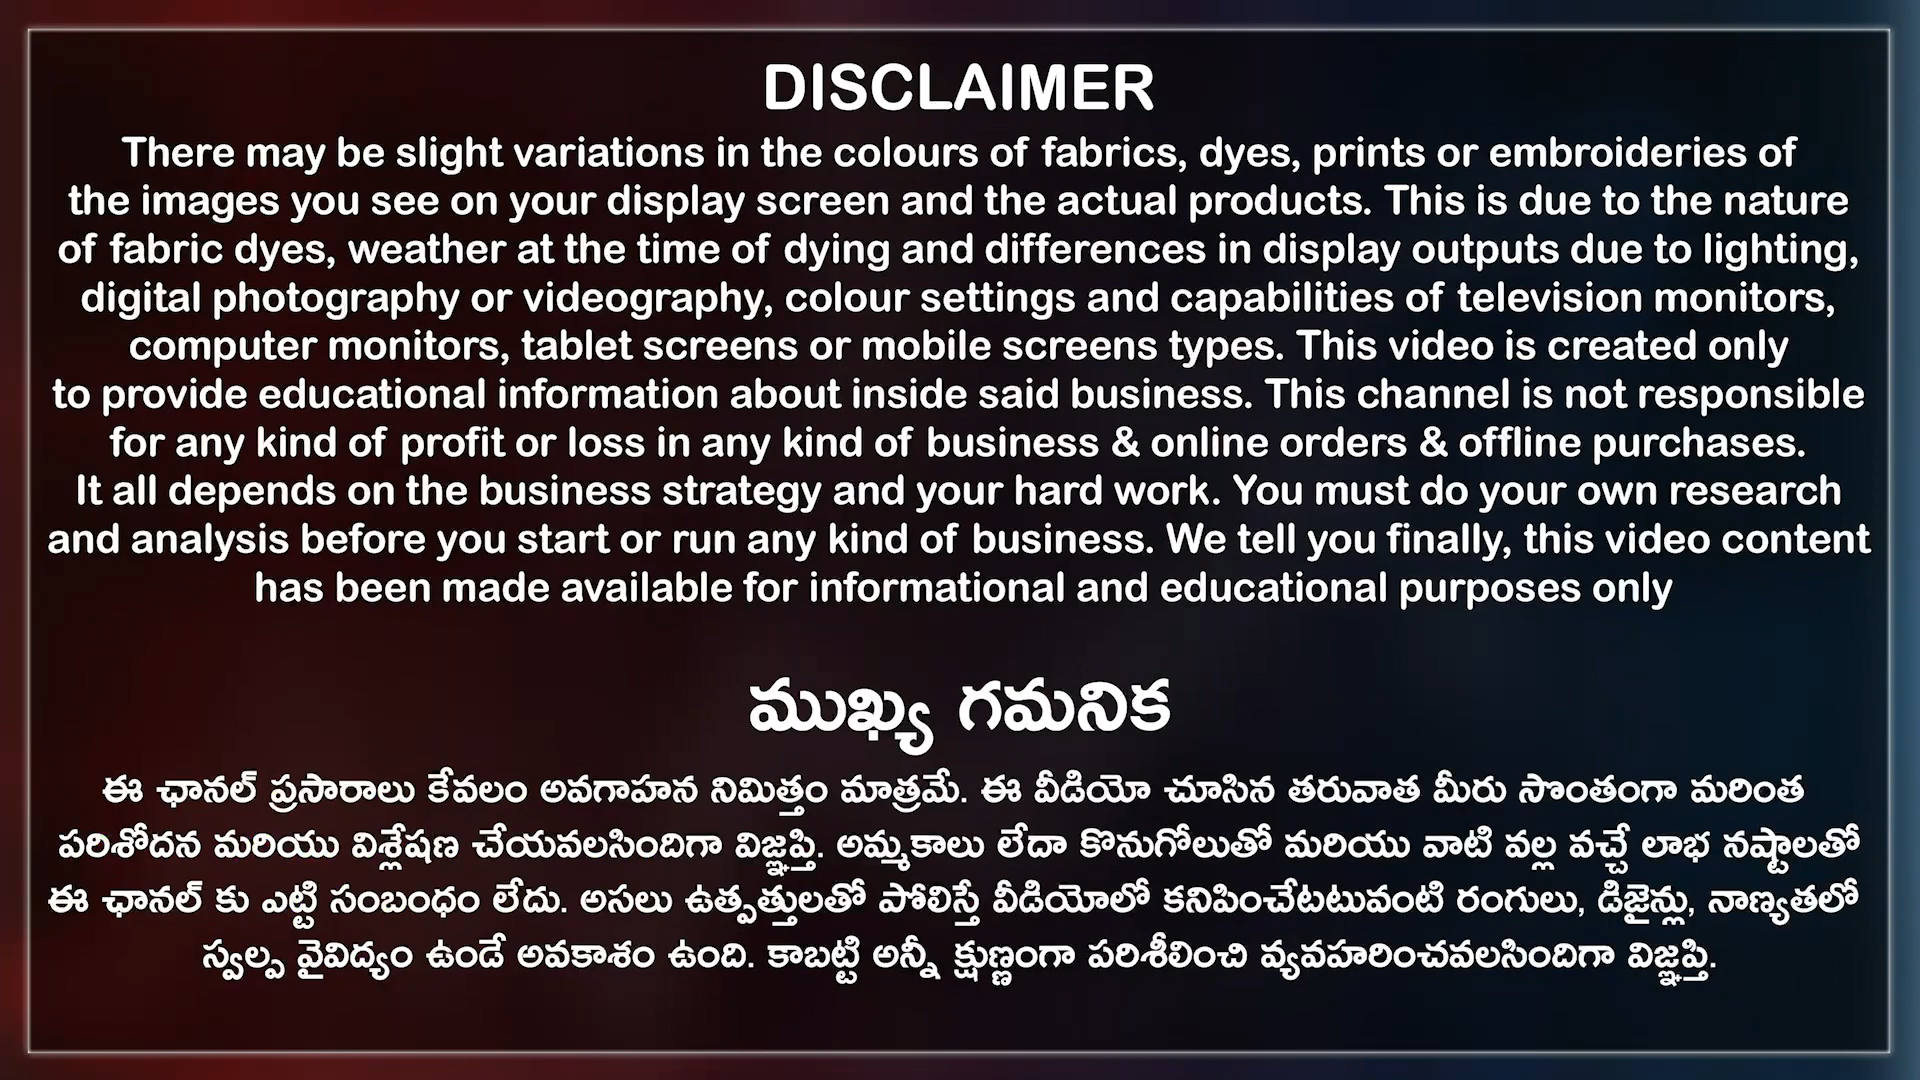 DISCLAIMER
There may be slight variations in the colours of fabrics, dyes, prints or embroideries of
the images you see on your display screen and the actual products. This is due to the nature
of fabric dyes, weather at the time of dying and differences in display outputs due to lighting,
digital photography or videography, colour settings and capabilities of television monitors,
computer monitors, tablet screens or mobile screens types. This video is created only
to provide educational information about inside said business. This channel is not responsible
for any kind of profit or loss in any kind of business & online orders & offline purchases.
It all depends on the business strategy and your hard work. You must do your own research
and analysis before you start or run any kind of business. We tell you finally, this video content
has been made available for informational and educational purposes only
ముఖ్య గమనిక
ఈ ఛానల్ ప్రసారాలు కేవలం అవగాహన నిమిత్తం మాత్రమే. ఈ వీడియో చూసిన తరువాత మీరు సొంతంగా మరింత
పరిశోదన మరియు విశ్లేషణ చేయవలసిందిగా విజ్ఞప్తి. అమ్మకాలు లేదా కొనుగోలుతో మరియు వాటి వల్ల వచ్చే లాభ నష్టాలతో
ఈ ఛానల్ కు ఎట్టి సంబంధం లేదు. అసలు ఉత్పత్తులతో పోలిస్తే వీడియోలో కనిపించేటటువంటి రంగులు, డిజైన్లు, నాణ్యతలో
స్వల్ప వైవిద్యం ఉండే అవకాశం ఉంది. కాబట్టి అన్నీ క్షుణ్ణంగా పరిశీలించి వ్యవహరించవలసిందిగా విజ్ఞప్తి.